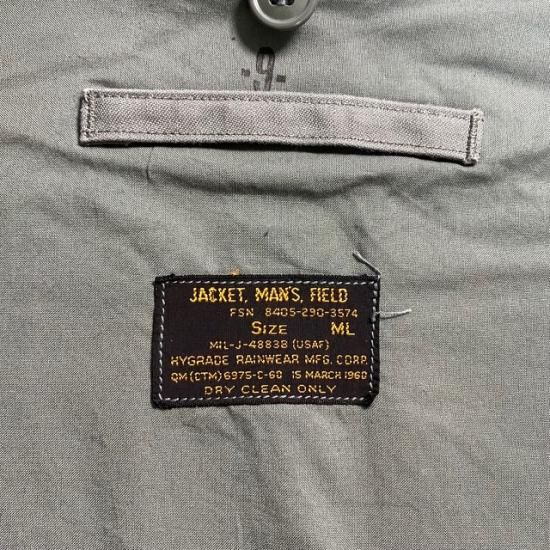 -9-
JACKET, MAN'S, FIELD
FSN 8405-290-3574
SIZE ML
MIL-J-4883B (USAF)
HYGRADE RAINWEAR MFG. CORP.
QM (CTM) 6975-C-60 15 MARCH 1960
DRY CLEAN ONLY